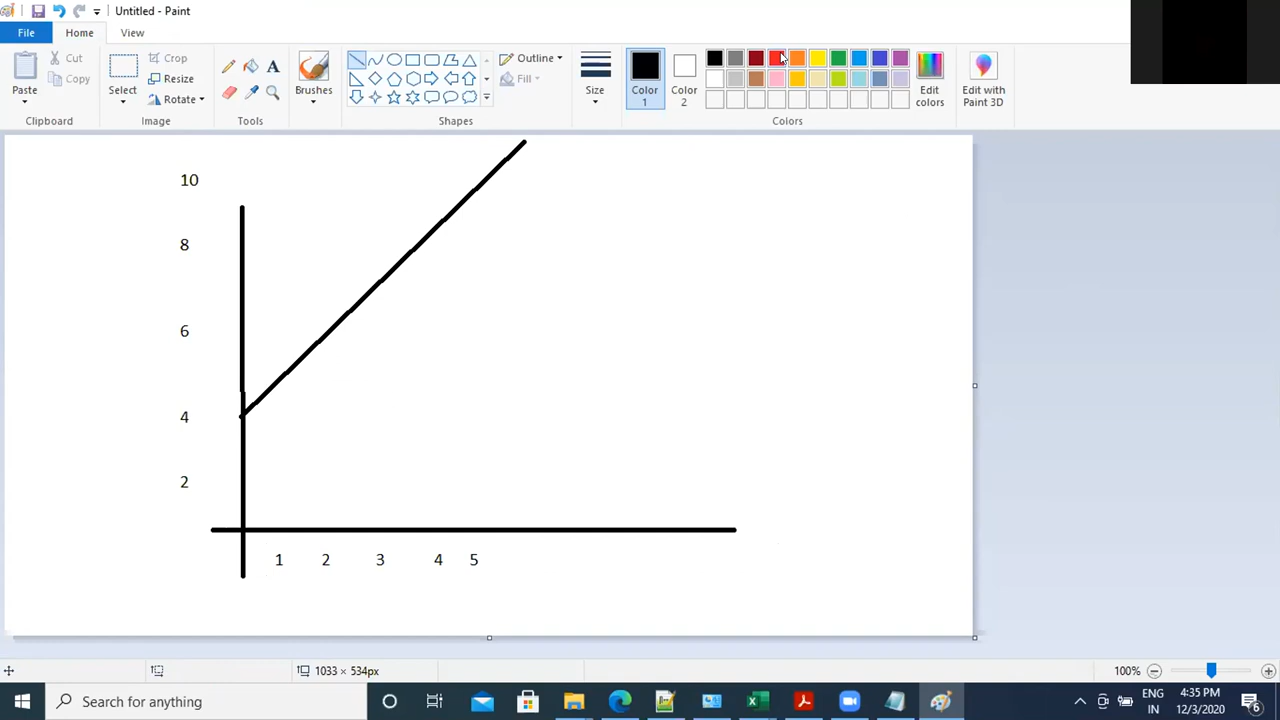 Untitled - Paint
File Home View
Paste
Cut
Copy
Clipboard
Select
Crop
Resize
Rotate
Image
A
Tools
Brushes
Outline
Fill
Shapes
Size
Color 1
Color 2
Edit colors
Colors
Edit with Paint 3D
10
8
6
4
2
1 2 3 4 5
1033 × 534px
100%
Search for anything
ENG
IN
4:35 PM
12/3/2020
6